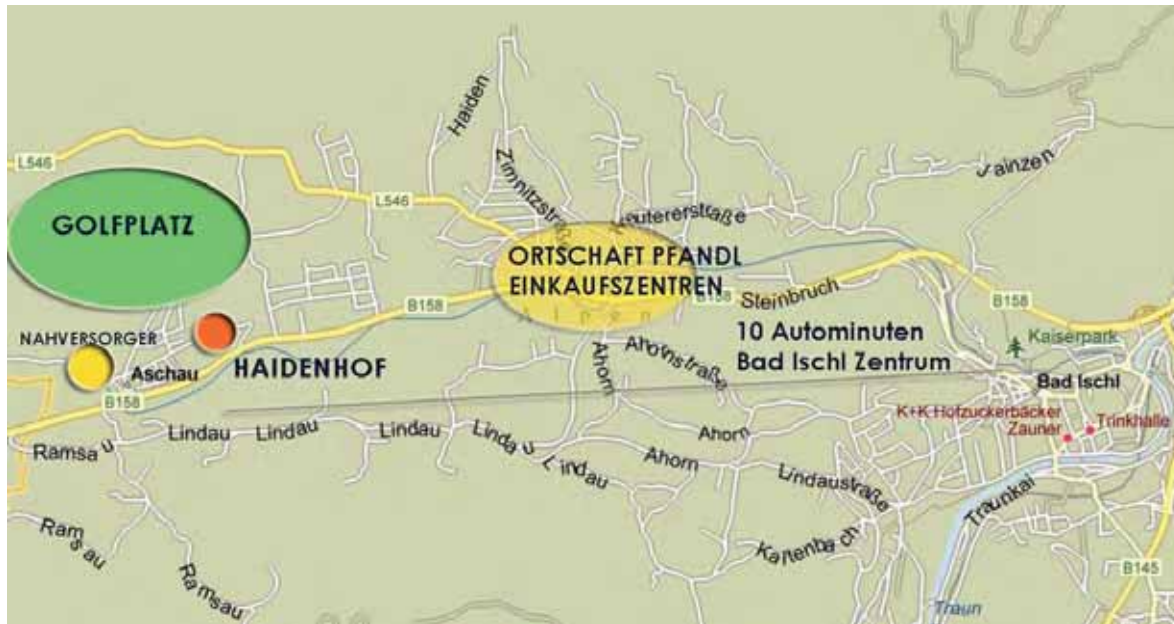 L546
Haiden
Zimnitzstraße
L546
Jainzen
GOLFPLATZ
ORTSCHAFT PFANDL
EINKAUFSZENTREN
B158
B158
Steinbruch
B158
Alpen
NAHVERSORGER
Aschau
HAIDENHOF
B158
10 Autominuten
Bad Ischl Zentrum
Kaiserpark
Bad Ischl
Ahorn
Ahornstraße
K+K Hofzuckerbäcker
Zauner
Trinkhalle
Ramsau
Lindau
Lindau
Lindau
Lindau
Lindau
Ahorn
Ahorn
Lindaustraße
Traunkai
Kaltenbach
Ramsau
Ramsau
B145
Traun